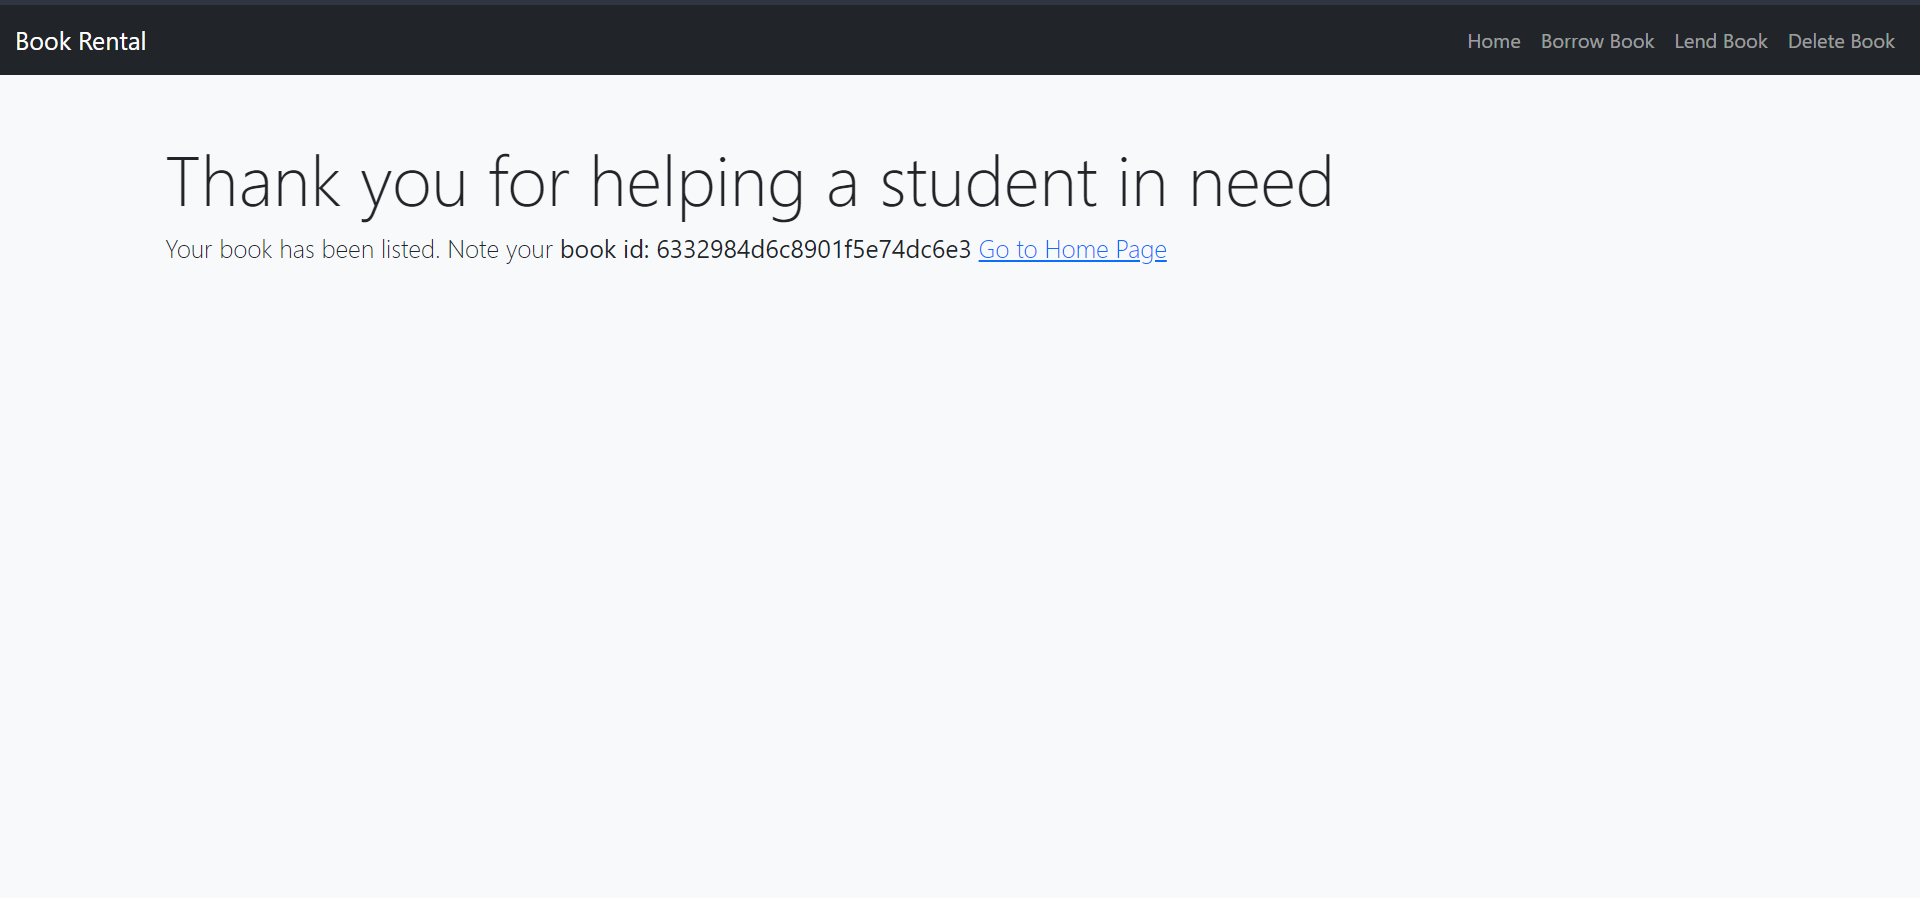 Book Rental Home Borrow Book Lend Book Delete Book
Thank you for helping a student in need
Your book has been listed. Note your book id: 6332984d6c8901f5e74dc6e3 Go to Home Page